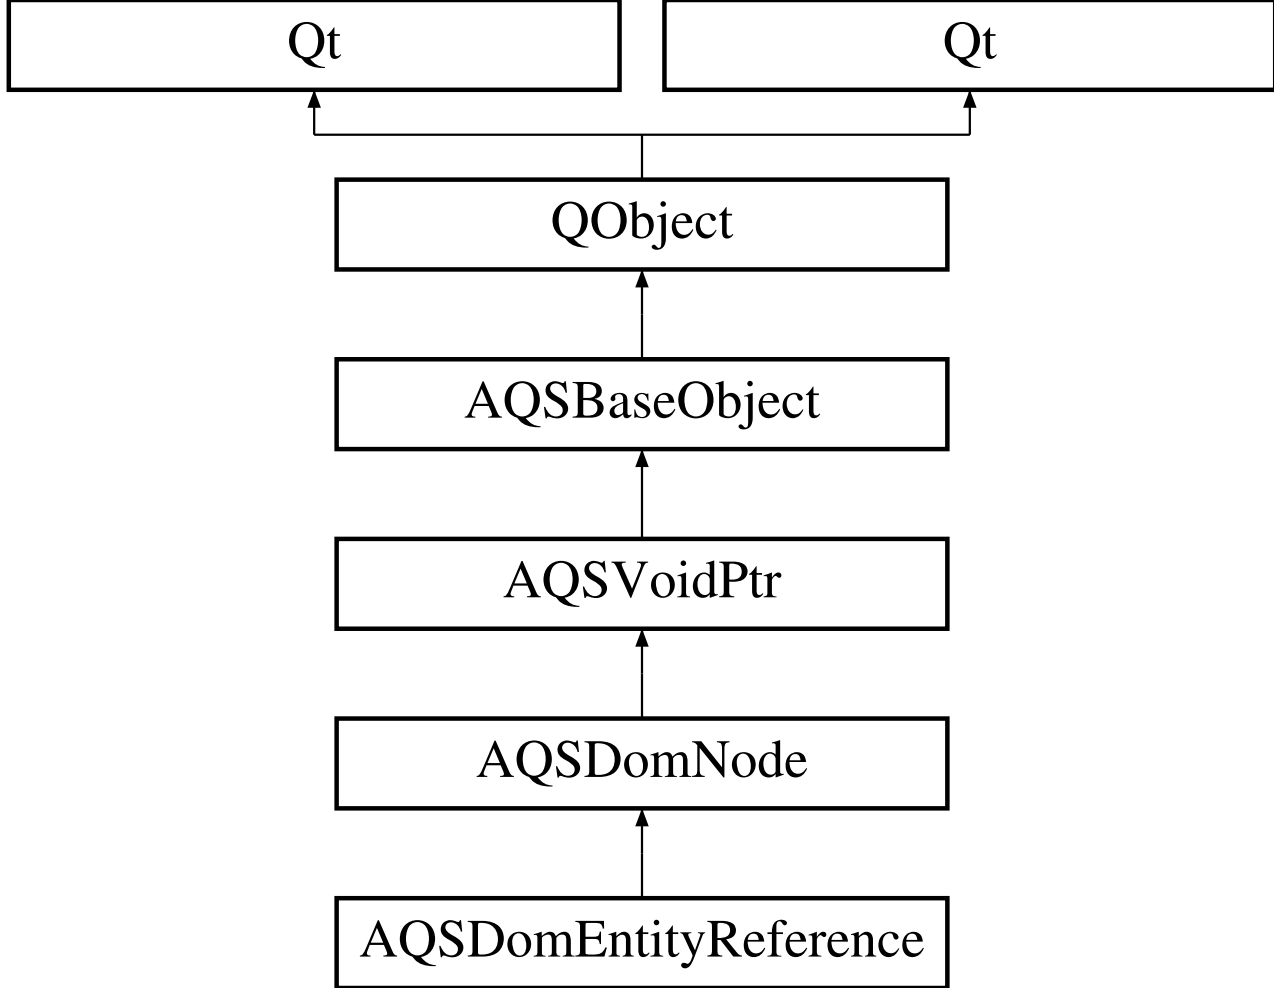 Qt
Qt
QObject
AQSBaseObject
AQSVoidPtr
AQSDomNode
AQSDomEntityReference